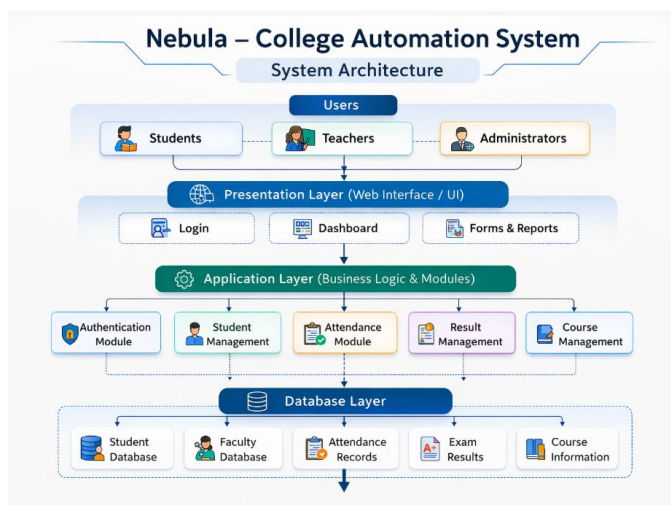 Nebula – College Automation System
System Architecture
Users
Students
Teachers
Administrators
Presentation Layer (Web Interface / UI)
Login
Dashboard
Forms & Reports
Application Layer (Business Logic & Modules)
Authentication
Module
Student
Management
Attendance
Module
Result
Management
Course
Management
Database Layer
Student
Database
Faculty
Database
Attendance
Records
A+
Exam
Results
Course
Information